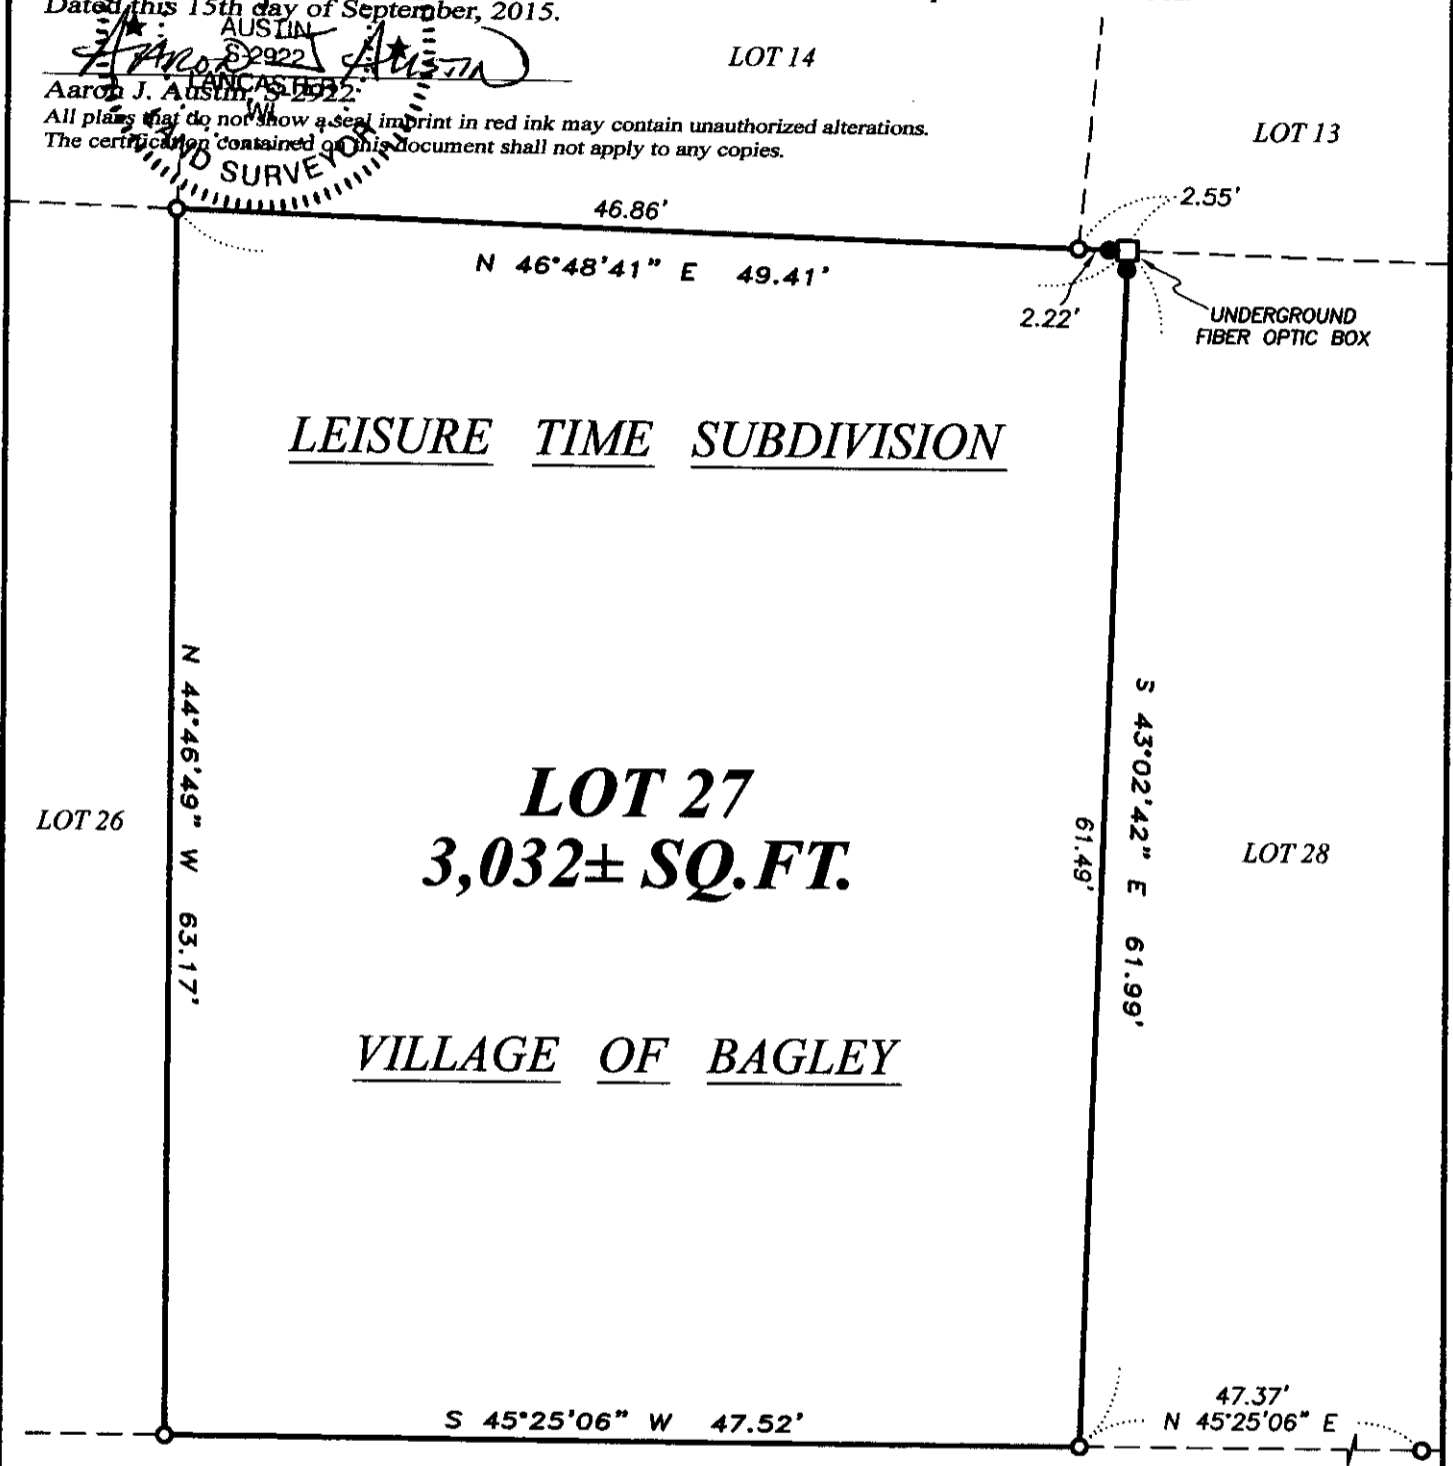 Dated this 15th day of September, 2015.
AUSTIN
S-2922
LANCASTER
WI
LAND SURVEYOR
Aaron J Austin
Aaron J. Austin, S-2922
All plans that do not show a seal imprint in red ink may contain unauthorized alterations.
The certification contained on this document shall not apply to any copies.
LOT 14
LOT 13
46.86'
2.55'
N 46°48'41" E 49.41'
2.22'
UNDERGROUND
FIBER OPTIC BOX
LEISURE TIME SUBDIVISION
N 44°46'49" W 63.17'
S 43°02'42" E 61.99'
61.49'
LOT 27
3,032± SQ.FT.
LOT 26
LOT 28
VILLAGE OF BAGLEY
S 45°25'06" W 47.52'
47.37'
N 45°25'06" E